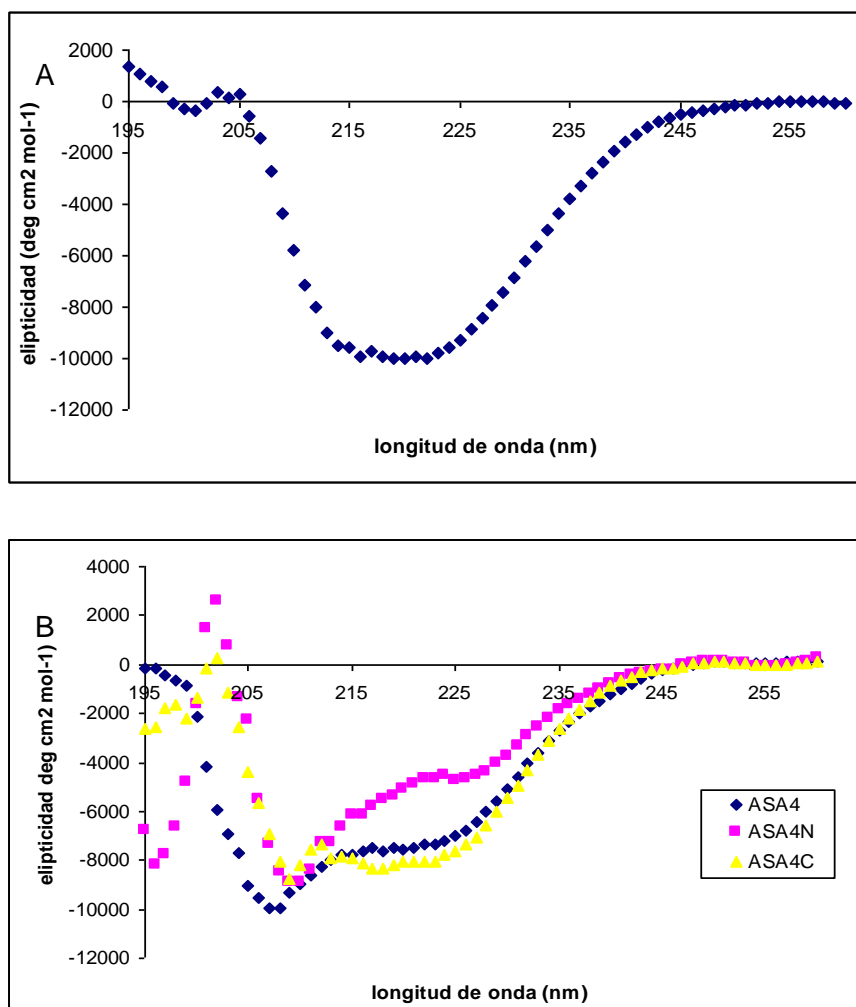 A
2000
0
-2000
-4000
-6000
-8000
-10000
-12000
195 205 215 225 235 245 255
elipticidad (deg cm2 mol-1)
longitud de onda (nm)
B
4000
2000
0
-2000
-4000
-6000
-8000
-10000
-12000
195 205 215 225 235 245 255
elipticidad deg cm2 mol-1)
ASA4
ASA4N
ASA4C
longitud de onda (nm)